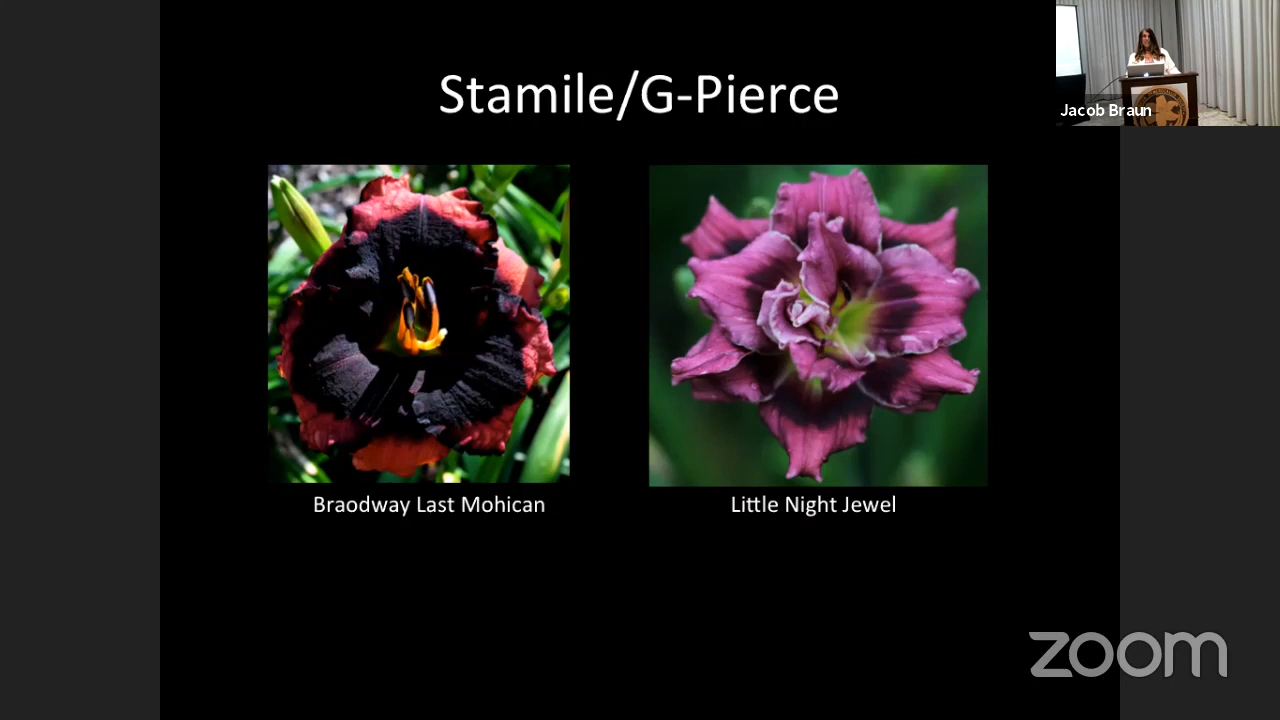 Stamile/G-Pierce
Jacob Braun
Braodway Last Mohican
Little Night Jewel
zoom